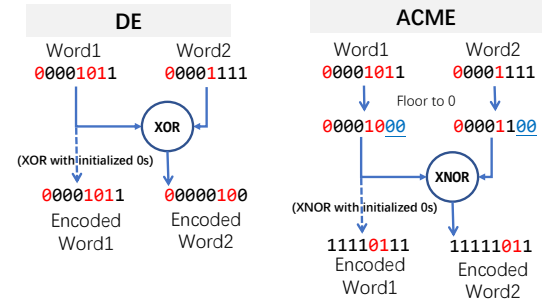 DE
Word1
Word2
00001011
00001111
XOR
(XOR with initialized 0s)
00001011
00000100
Encoded
Word1
Encoded
Word2
ACME
Word1
Word2
00001011
00001111
Floor to 0
00001000
00001100
XNOR
(XNOR with initialized 0s)
11110111
11111011
Encoded
Word1
Encoded
Word2